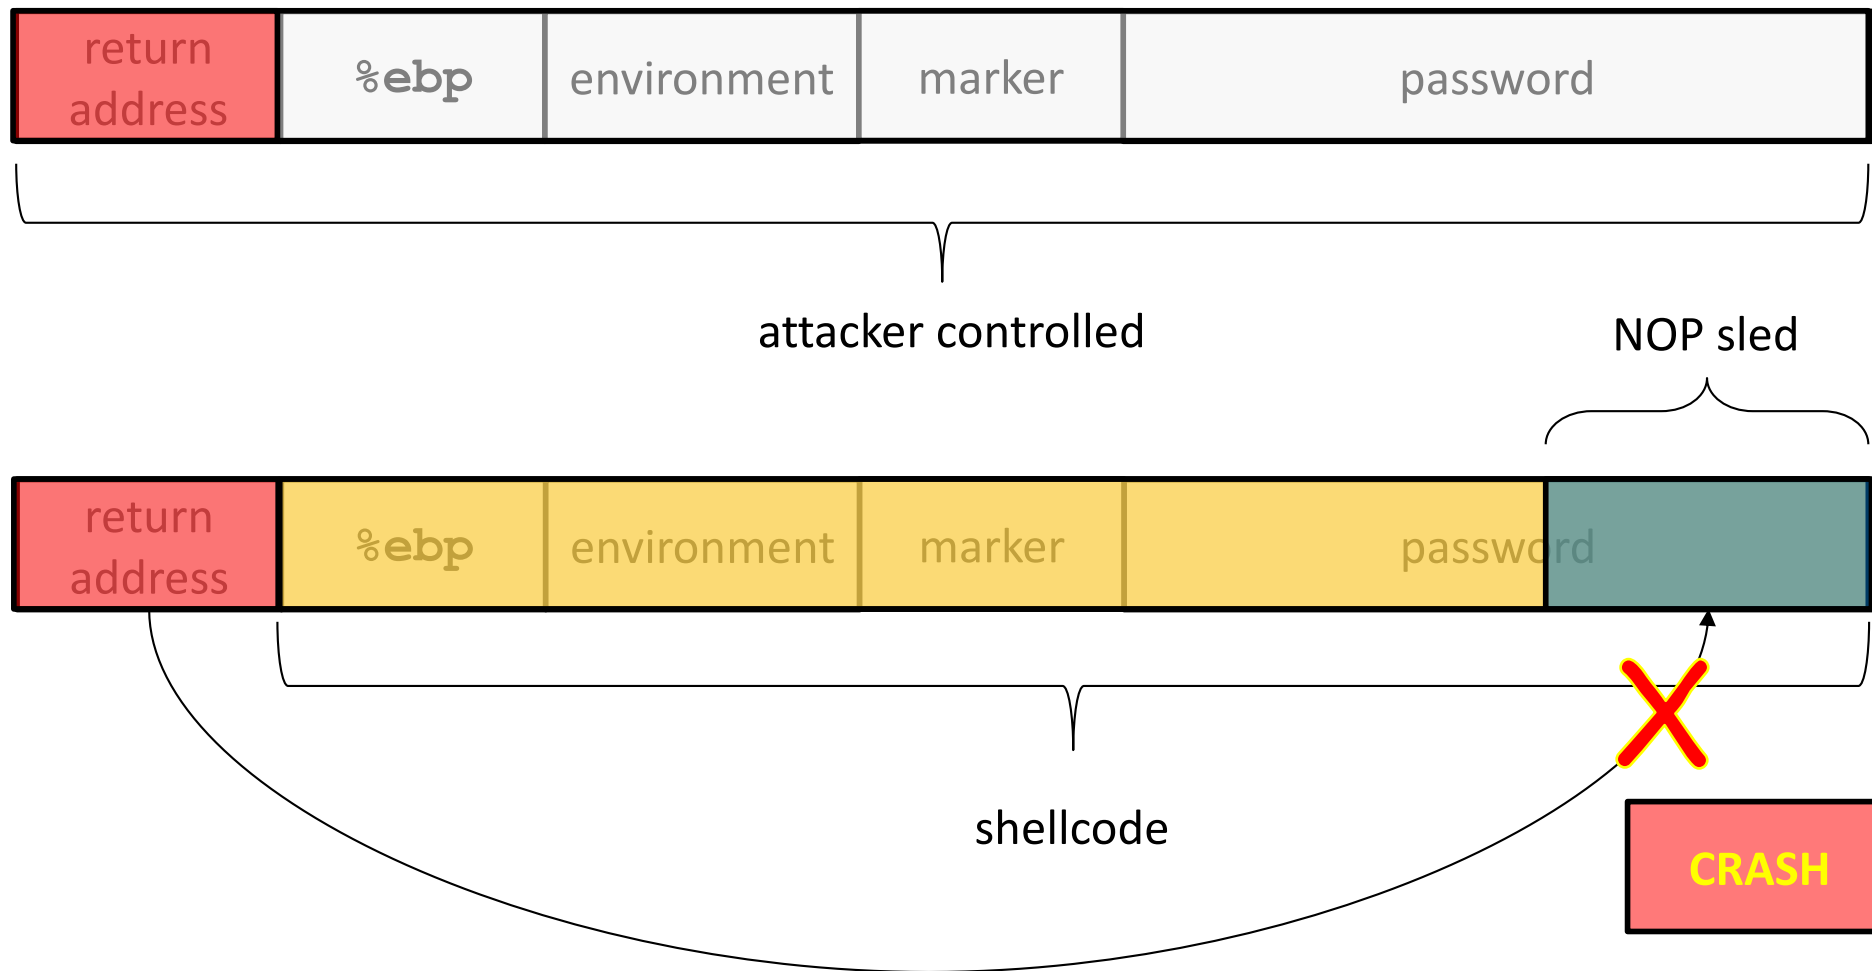 return
address
%ebp
environment
marker
password
attacker controlled
NOP sled
return
address
%ebp
environment
marker
password
shellcode
CRASH